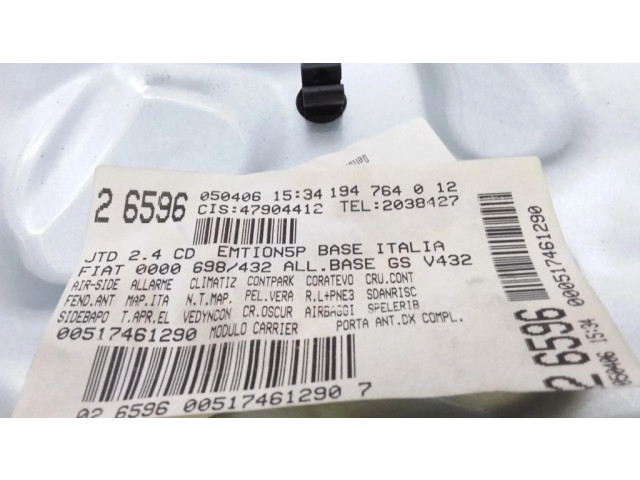 2 6596 050406 15:34 194 764 0 12
CIS:47904412 TEL:2038427
JTD 2.4 CD EMTION5P BASE ITALIA
FIAT 0000 698/432 ALL.BASE GS V432
AIR-SIDE ALLARME CLIMATIZ CONTPARK CORATEVO CRU.CONT
FEND.ANT MAP.ITA N.T.MAP. PEL.VERA R.L+PNE3 SDANRISC
SIDEBAPO T.APR.EL VEDYNCON CR.OSCUR AIRBAGGI SPELERIB
00517461290 MODULO CARRIER PORTA ANT.DX COMPL.
02 6596 00517461290 7
2 6596 050406 15:34
000517461290